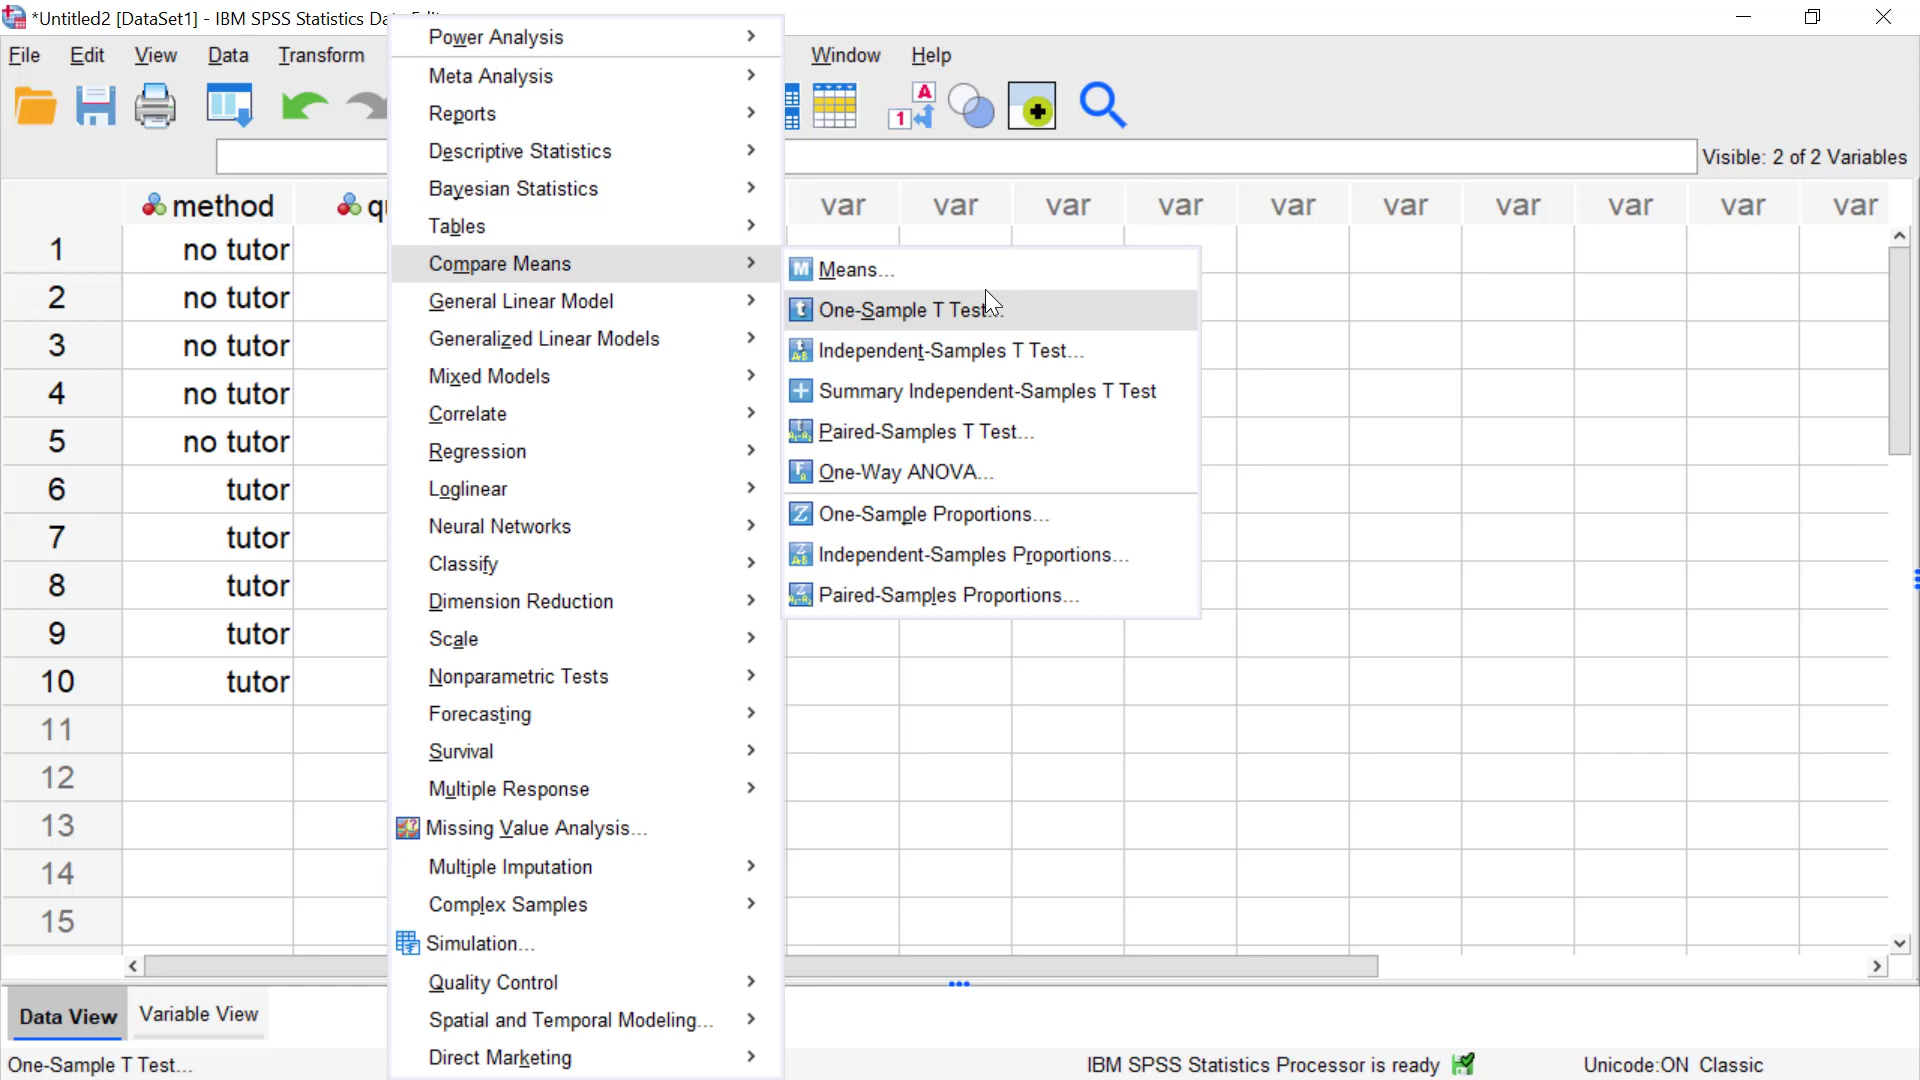 *Untitled2 [DataSet1] - IBM SPSS Statistics Da
File Edit View Data Transform Window Help
Visible: 2 of 2 Variables
method
var var var var var var var var var var
1 no tutor
2 no tutor
3 no tutor
4 no tutor
5 no tutor
6 tutor
7 tutor
8 tutor
9 tutor
10 tutor
11
12
13
14
15
Power Analysis
Meta Analysis
Reports
Descriptive Statistics
Bayesian Statistics
Tables
Compare Means
General Linear Model
Generalized Linear Models
Mixed Models
Correlate
Regression
Loglinear
Neural Networks
Classify
Dimension Reduction
Scale
Nonparametric Tests
Forecasting
Survival
Multiple Response
Missing Value Analysis...
Multiple Imputation
Complex Samples
Simulation...
Quality Control
Spatial and Temporal Modeling...
Direct Marketing
Means...
One-Sample T Test...
Independent-Samples T Test...
Summary Independent-Samples T Test
Paired-Samples T Test...
One-Way ANOVA...
One-Sample Proportions...
Independent-Samples Proportions...
Paired-Samples Proportions...
Data View Variable View
One-Sample T Test... IBM SPSS Statistics Processor is ready Unicode:ON Classic